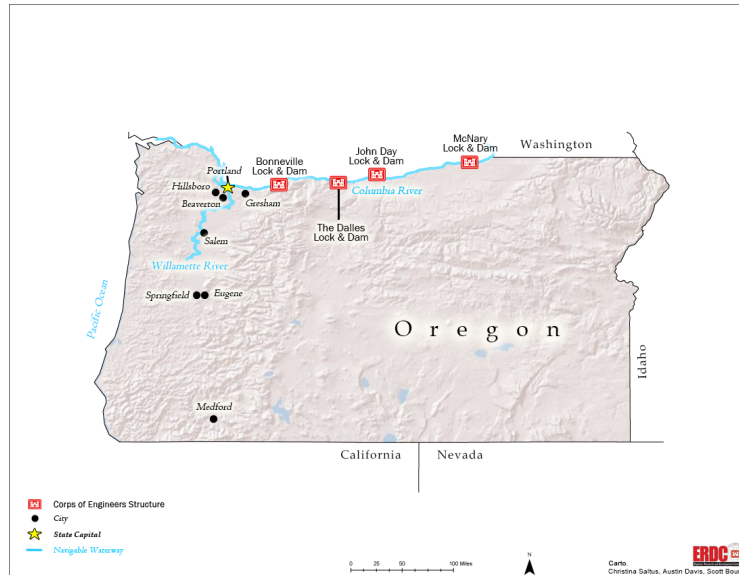 Washington
McNary
Lock & Dam
John Day
Lock & Dam
Bonneville
Lock & Dam
Portland
Hillsboro
Beaverton
Gresham
Columbia River
The Dalles
Lock & Dam
Salem
Willamette River
Springfield
Eugene
Pacific Ocean
Oregon
Idaho
Medford
California
Nevada
Corps of Engineers Structure
City
State Capital
Navigable Waterway
0 25 50 100 Miles
N
ERDC
Carto.
Christina Saltus, Austin Davis, Scott Bour